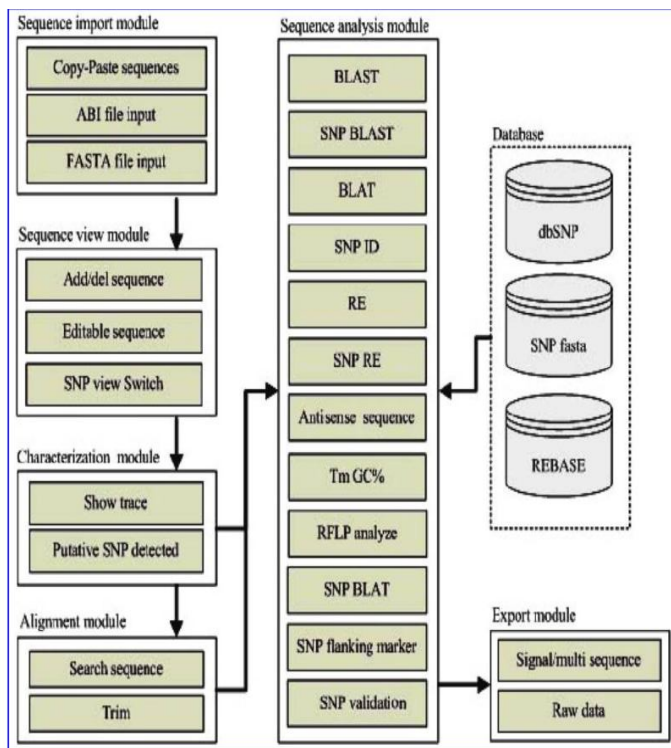 Sequence import module
Copy-Paste sequences
ABI file input
FASTA file input
Sequence view module
Add/del sequence
Editable sequence
SNP view Switch
Characterization module
Show trace
Putative SNP detected
Alignment module
Search sequence
Trim
Sequence analysis module
BLAST
SNP BLAST
BLAT
SNP ID
RE
SNP RE
Antisense sequence
Tm GC%
RFLP analyze
SNP BLAT
SNP flanking marker
SNP validation
Database
dbSNP
SNP fasta
REBASE
Export module
Signal/multi sequence
Raw data